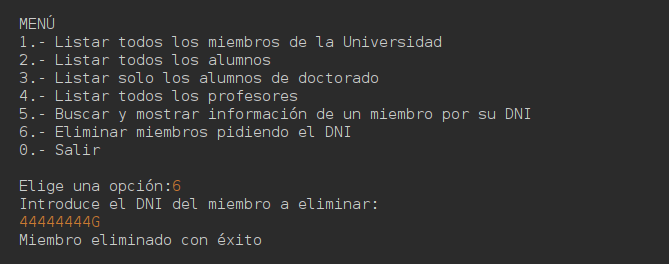 MENÚ
1.- Listar todos los miembros de la Universidad
2.- Listar todos los alumnos
3.- Listar solo los alumnos de doctorado
4.- Listar todos los profesores
5.- Buscar y mostrar información de un miembro por su DNI
6.- Eliminar miembros pidiendo el DNI
0.- Salir
Elige una opción:6
Introduce el DNI del miembro a eliminar:
44444444G
Miembro eliminado con éxito